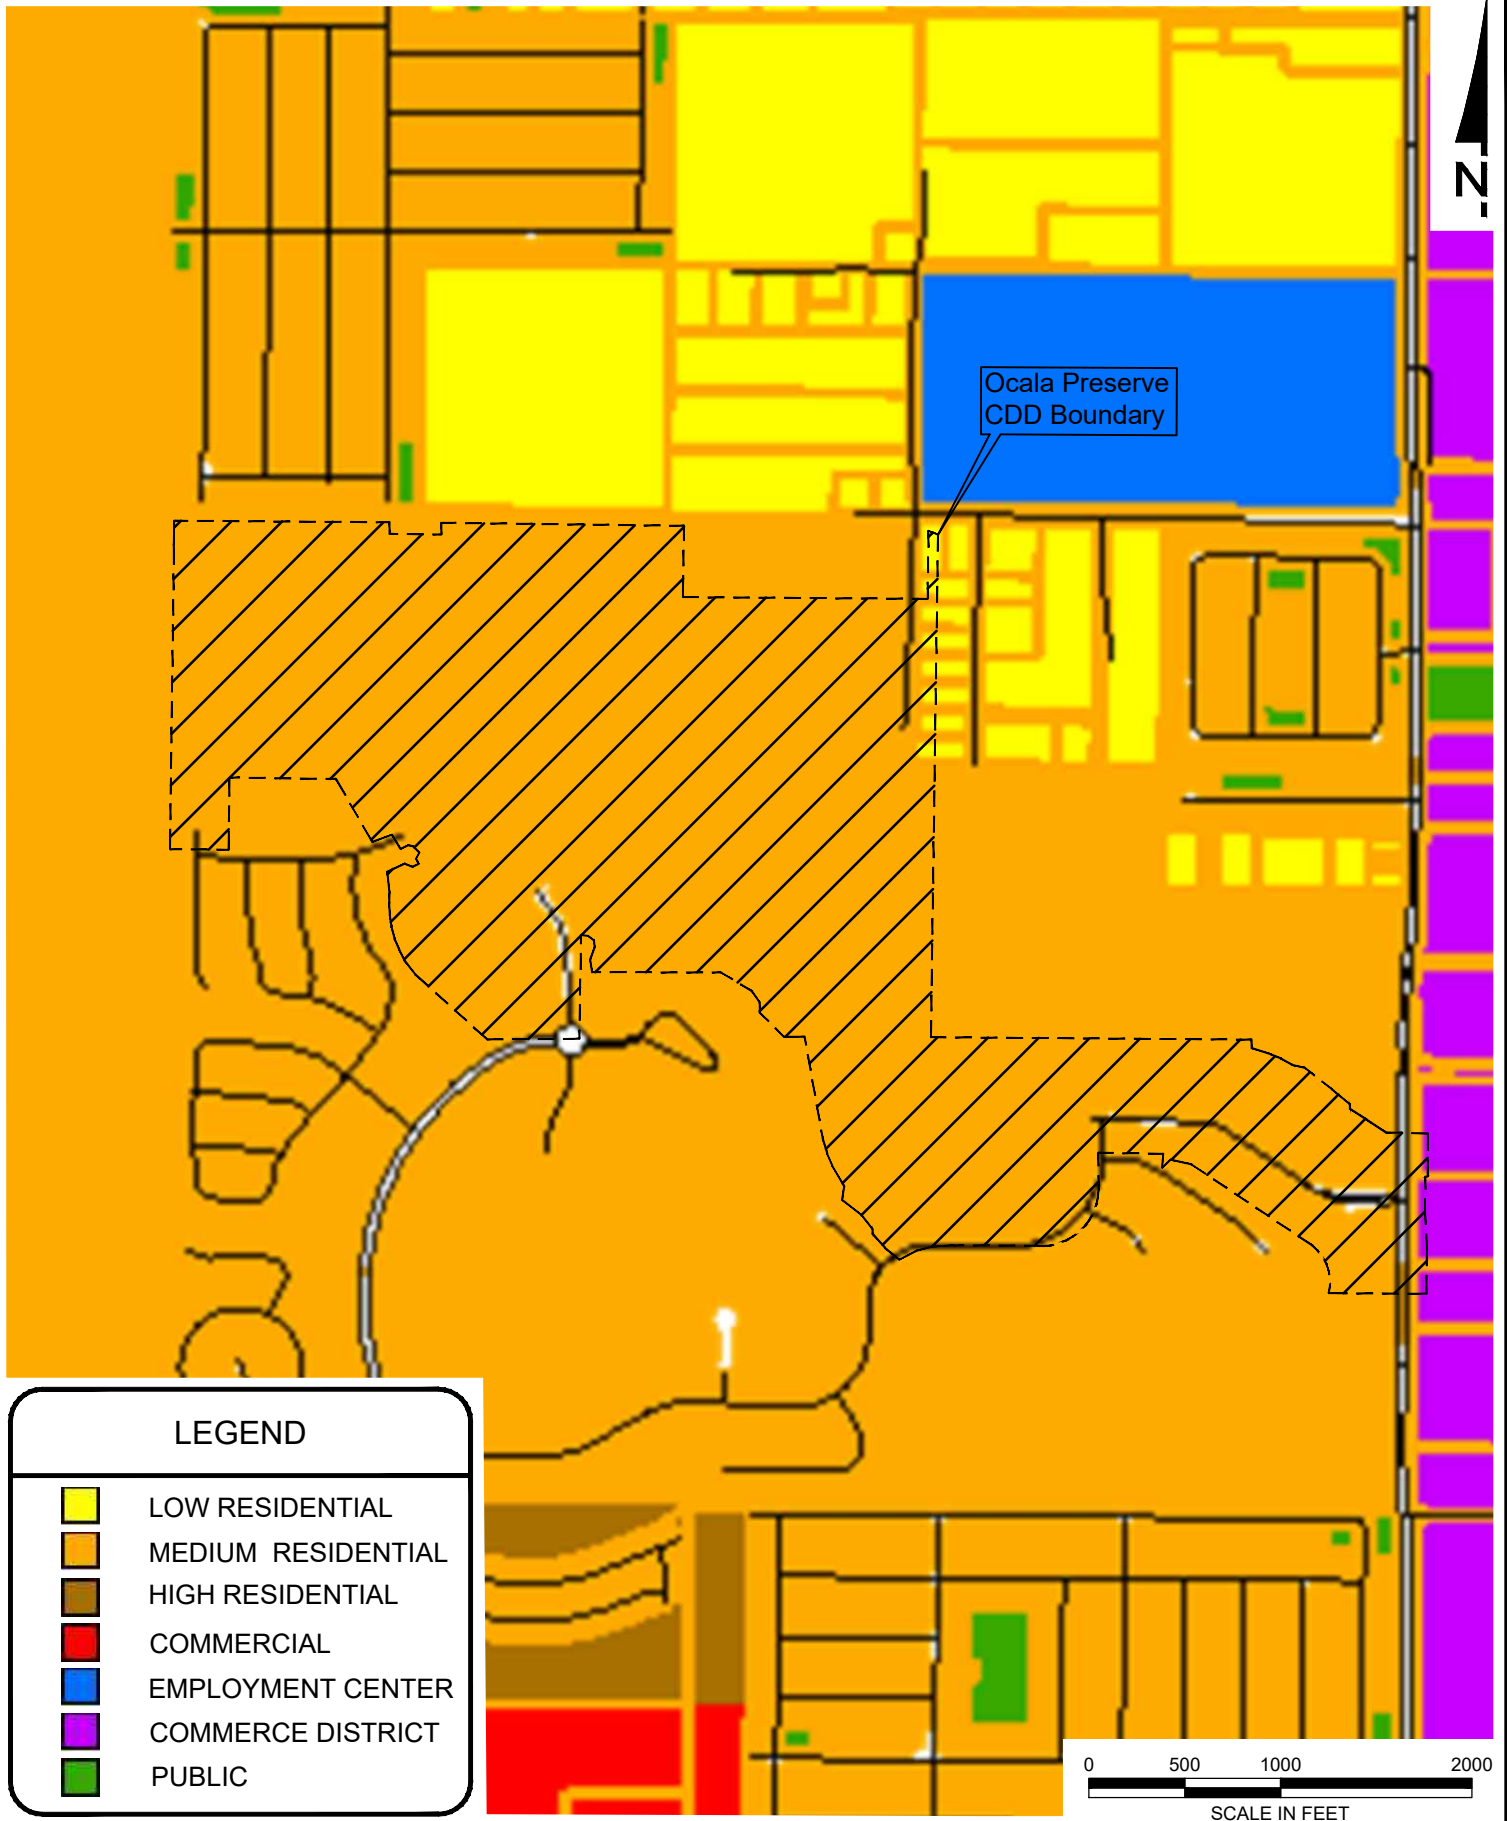 N
Ocala Preserve
CDD Boundary
LEGEND
LOW RESIDENTIAL
MEDIUM RESIDENTIAL
HIGH RESIDENTIAL
COMMERCIAL
EMPLOYMENT CENTER
COMMERCE DISTRICT
PUBLIC
0 500 1000 2000
SCALE IN FEET